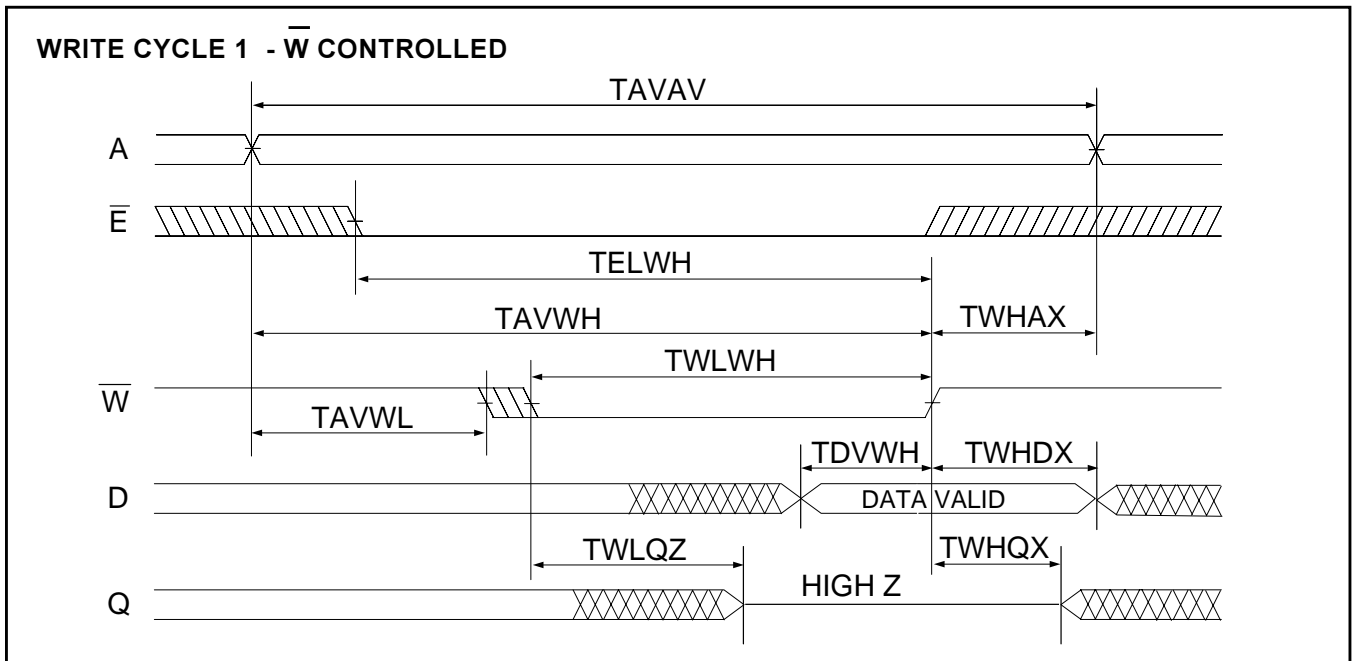 WRITE CYCLE 1 - W̅ CONTROLLED
TAVAV
A
E̅
TELWH
TAVWH
TWHAX
TWLWH
W̅
TAVWL
TDVWH
TWHDX
D
DATA VALID
TWLQZ
TWHQX
HIGH Z
Q